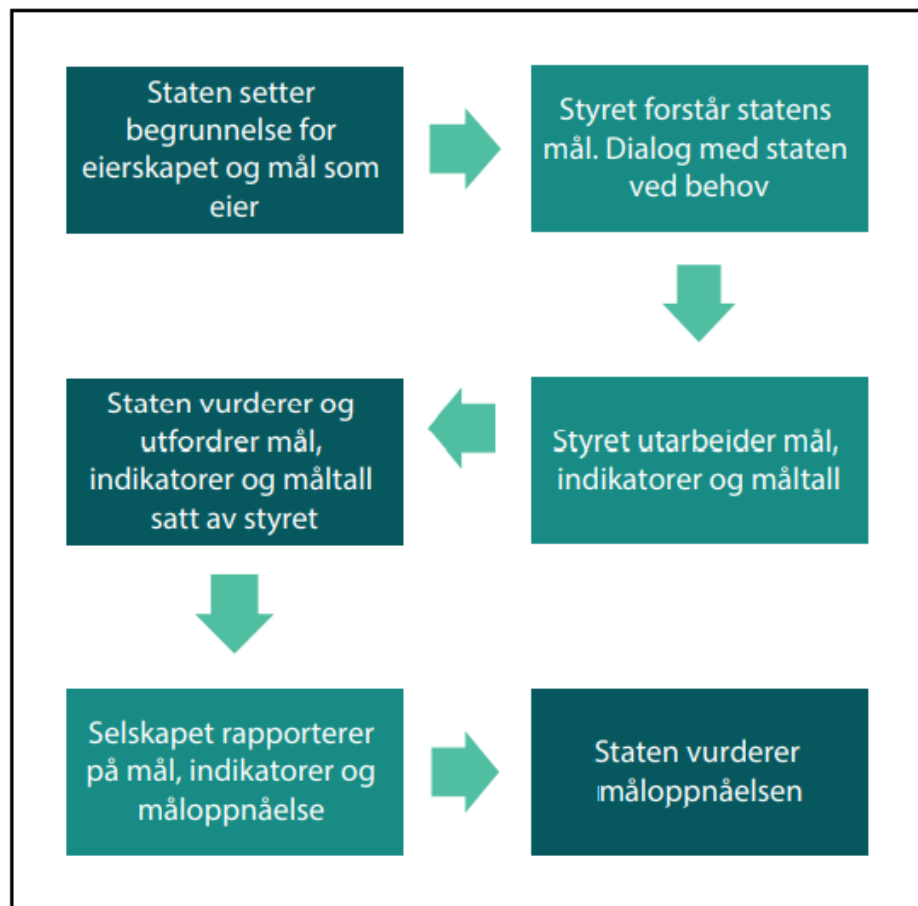 Staten setter
begrunnelse for
eierskapet og mål som
eier
Styret forstår statens
mål. Dialog med staten
ved behov
Styret utarbeider mål,
indikatorer og måltall
Staten vurderer og
utfordrer mål,
indikatorer og måltall
satt av styret
Selskapet rapporterer
på mål, indikatorer og
måloppnåelse
Staten vurderer
måloppnåelsen